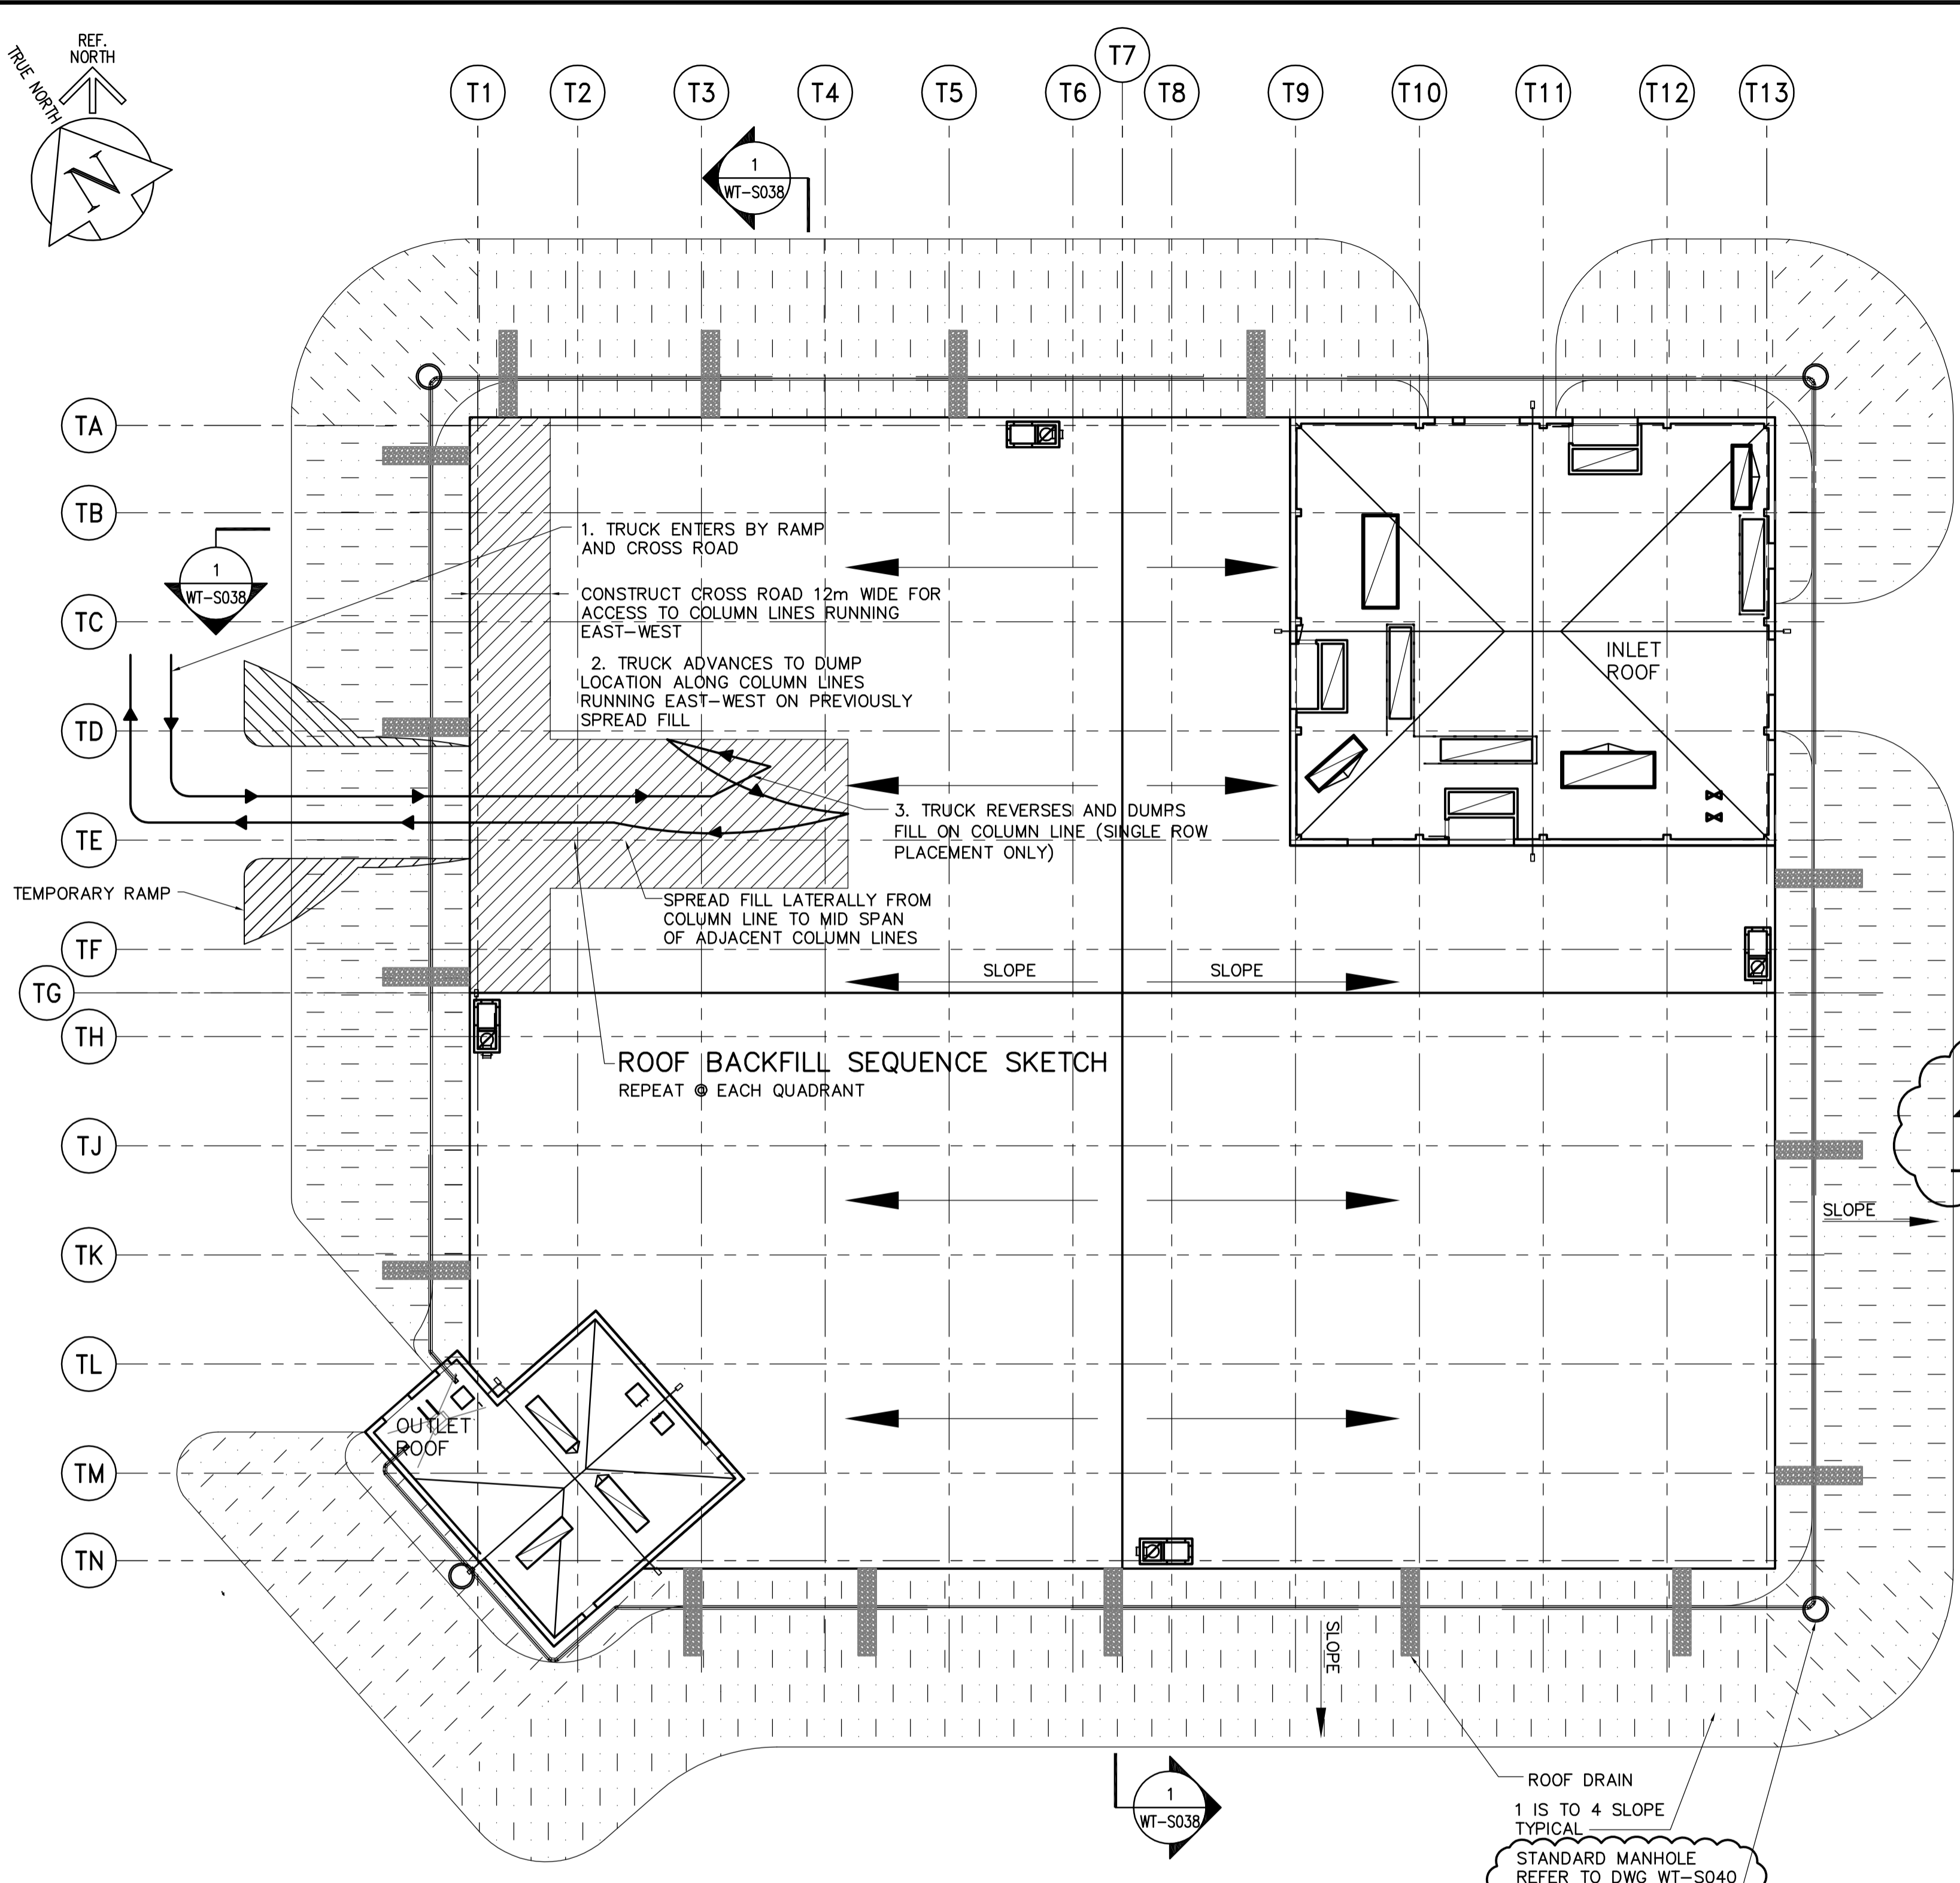 REF.
NORTH
TRUE NORTH
N
T1
T2
T3
T4
T5
T6
T7
T8
T9
T10
T11
T12
T13
1
WT-S038
TA
TB
1. TRUCK ENTERS BY RAMP
AND CROSS ROAD
1
WT-S038
CONSTRUCT CROSS ROAD 12m WIDE FOR
ACCESS TO COLUMN LINES RUNNING
EAST-WEST
TC
2. TRUCK ADVANCES TO DUMP
LOCATION ALONG COLUMN LINES
RUNNING EAST-WEST ON PREVIOUSLY
SPREAD FILL
INLET
ROOF
TD
3. TRUCK REVERSES AND DUMPS
FILL ON COLUMN LINE (SINGLE ROW
PLACEMENT ONLY)
TE
TEMPORARY RAMP
SPREAD FILL LATERALLY FROM
COLUMN LINE TO MID SPAN
OF ADJACENT COLUMN LINES
TF
SLOPE
SLOPE
TG
TH
ROOF BACKFILL SEQUENCE SKETCH
REPEAT @ EACH QUADRANT
TJ
SLOPE
TK
TL
OUTLET
ROOF
TM
TN
SLOPE
1
WT-S038
ROOF DRAIN
1 IS TO 4 SLOPE
TYPICAL
STANDARD MANHOLE
REFER TO DWG WT-S040